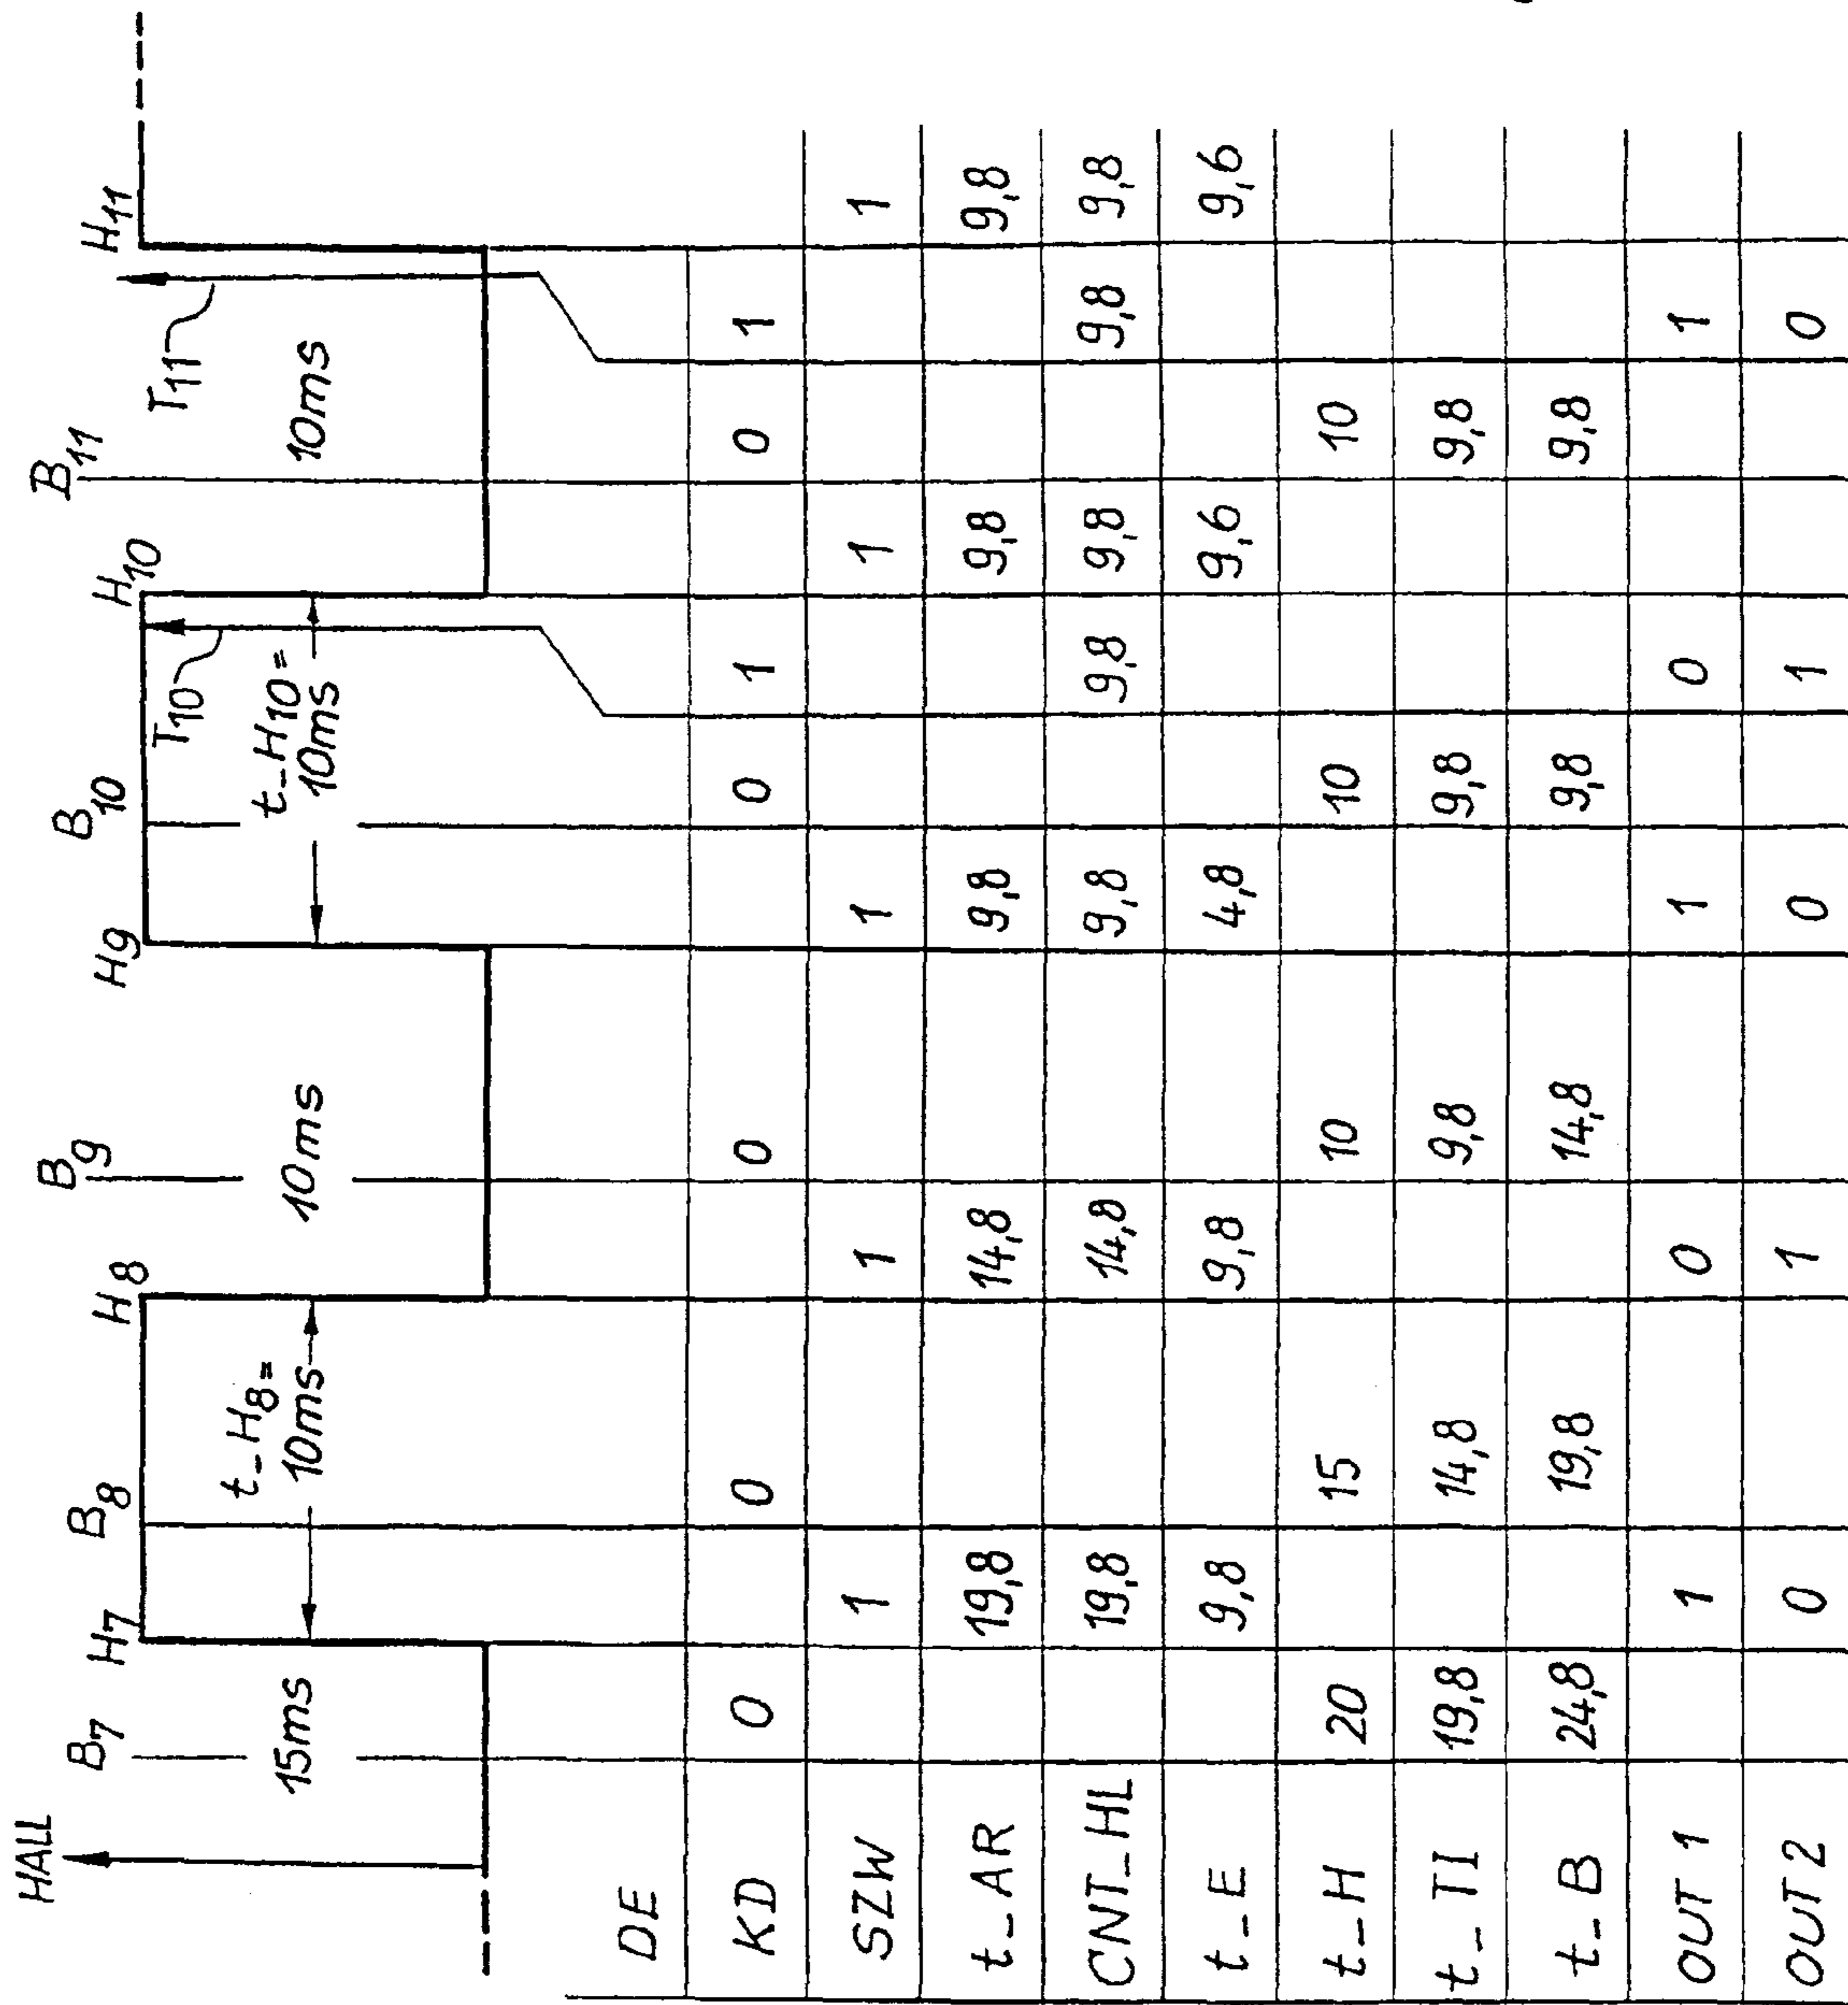 HALL
B7 H7 B8 H8 B9 H9 B10 H10 B11 H11
T10 T11
15ms t_H8= 10ms 10ms t_H10= 10ms 10ms
DE
KD 0 0 0 0 1 0 1
SZW 1 1 1 1 1
t_AR 19,8 14,8 9,8 9,8 9,8
CNT_HL 19,8 14,8 9,8 9,8 9,8 9,8 9,8
t_E 9,8 9,8 4,8 9,6 9,6
t_H 20 15 10 10 10
t_TI 19,8 14,8 9,8 9,8 9,8
t_B 24,8 19,8 14,8 9,8 9,8
OUT 1 1 0 1 0 1
OUT 2 0 1 0 1 0